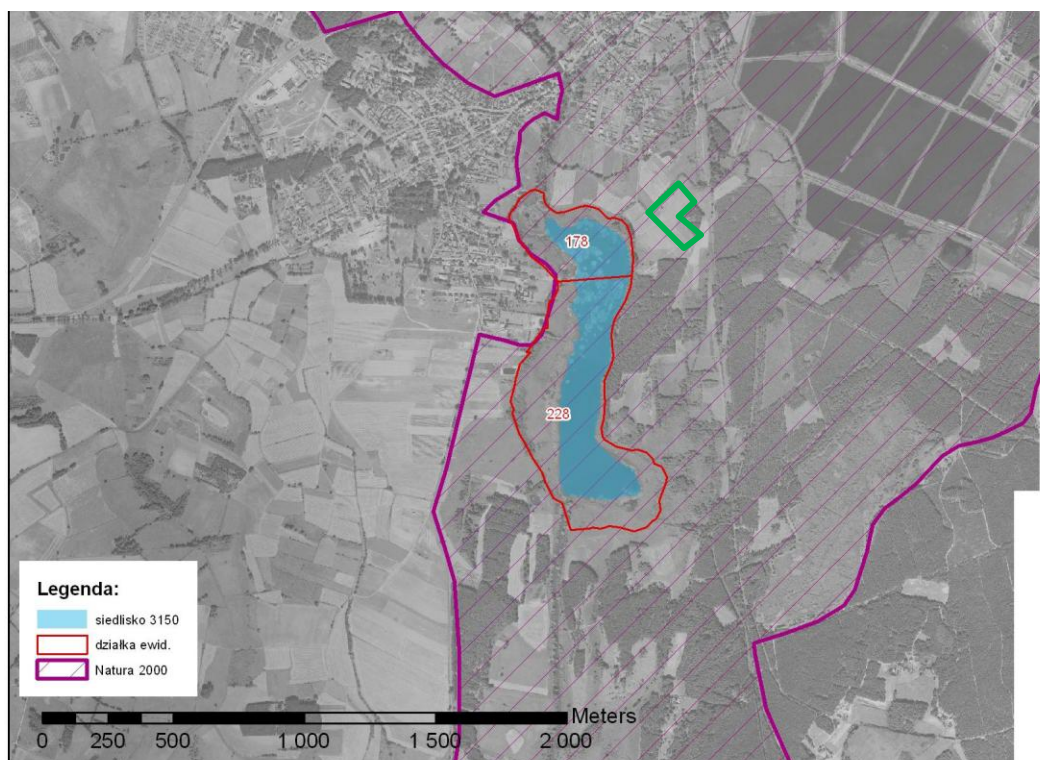 178
228
Legenda:
siedlisko 3150
działka ewid.
Natura 2000
Meters
0 250 500 1 000 1 500 2 000